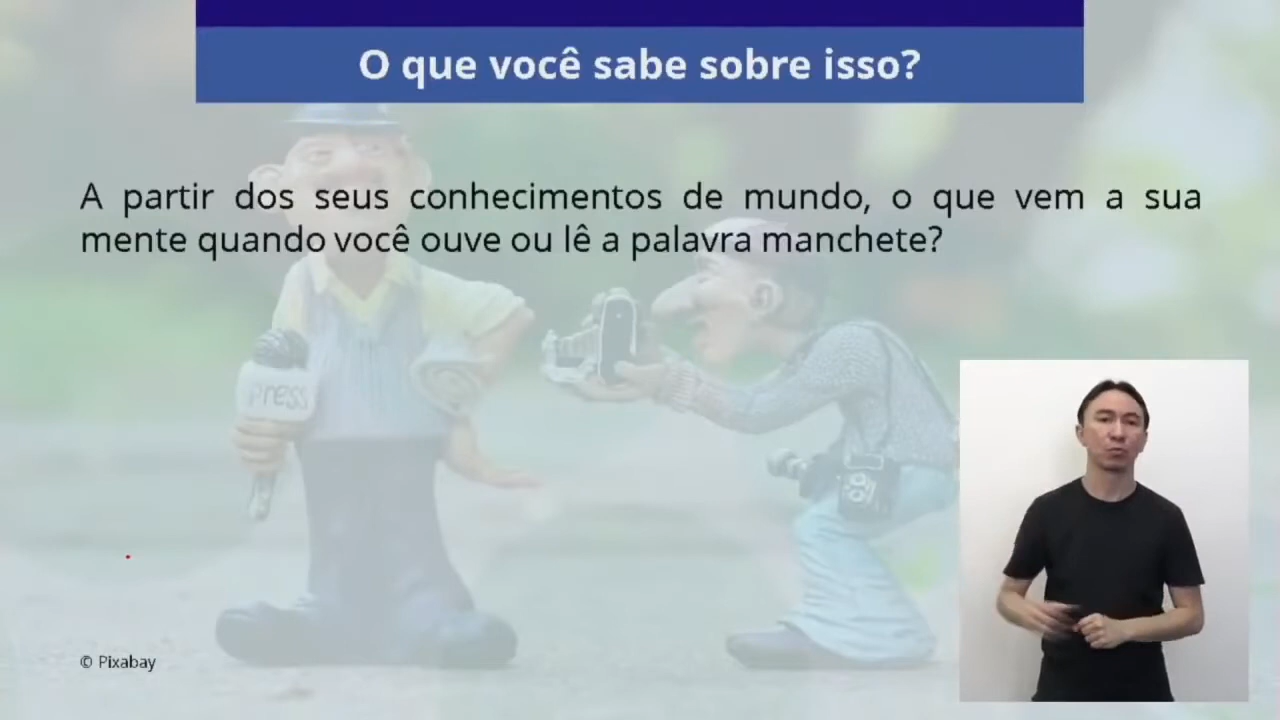 O que você sabe sobre isso?
A partir dos seus conhecimentos de mundo, o que vem a sua
mente quando você ouve ou lê a palavra manchete?
press
© Pixabay